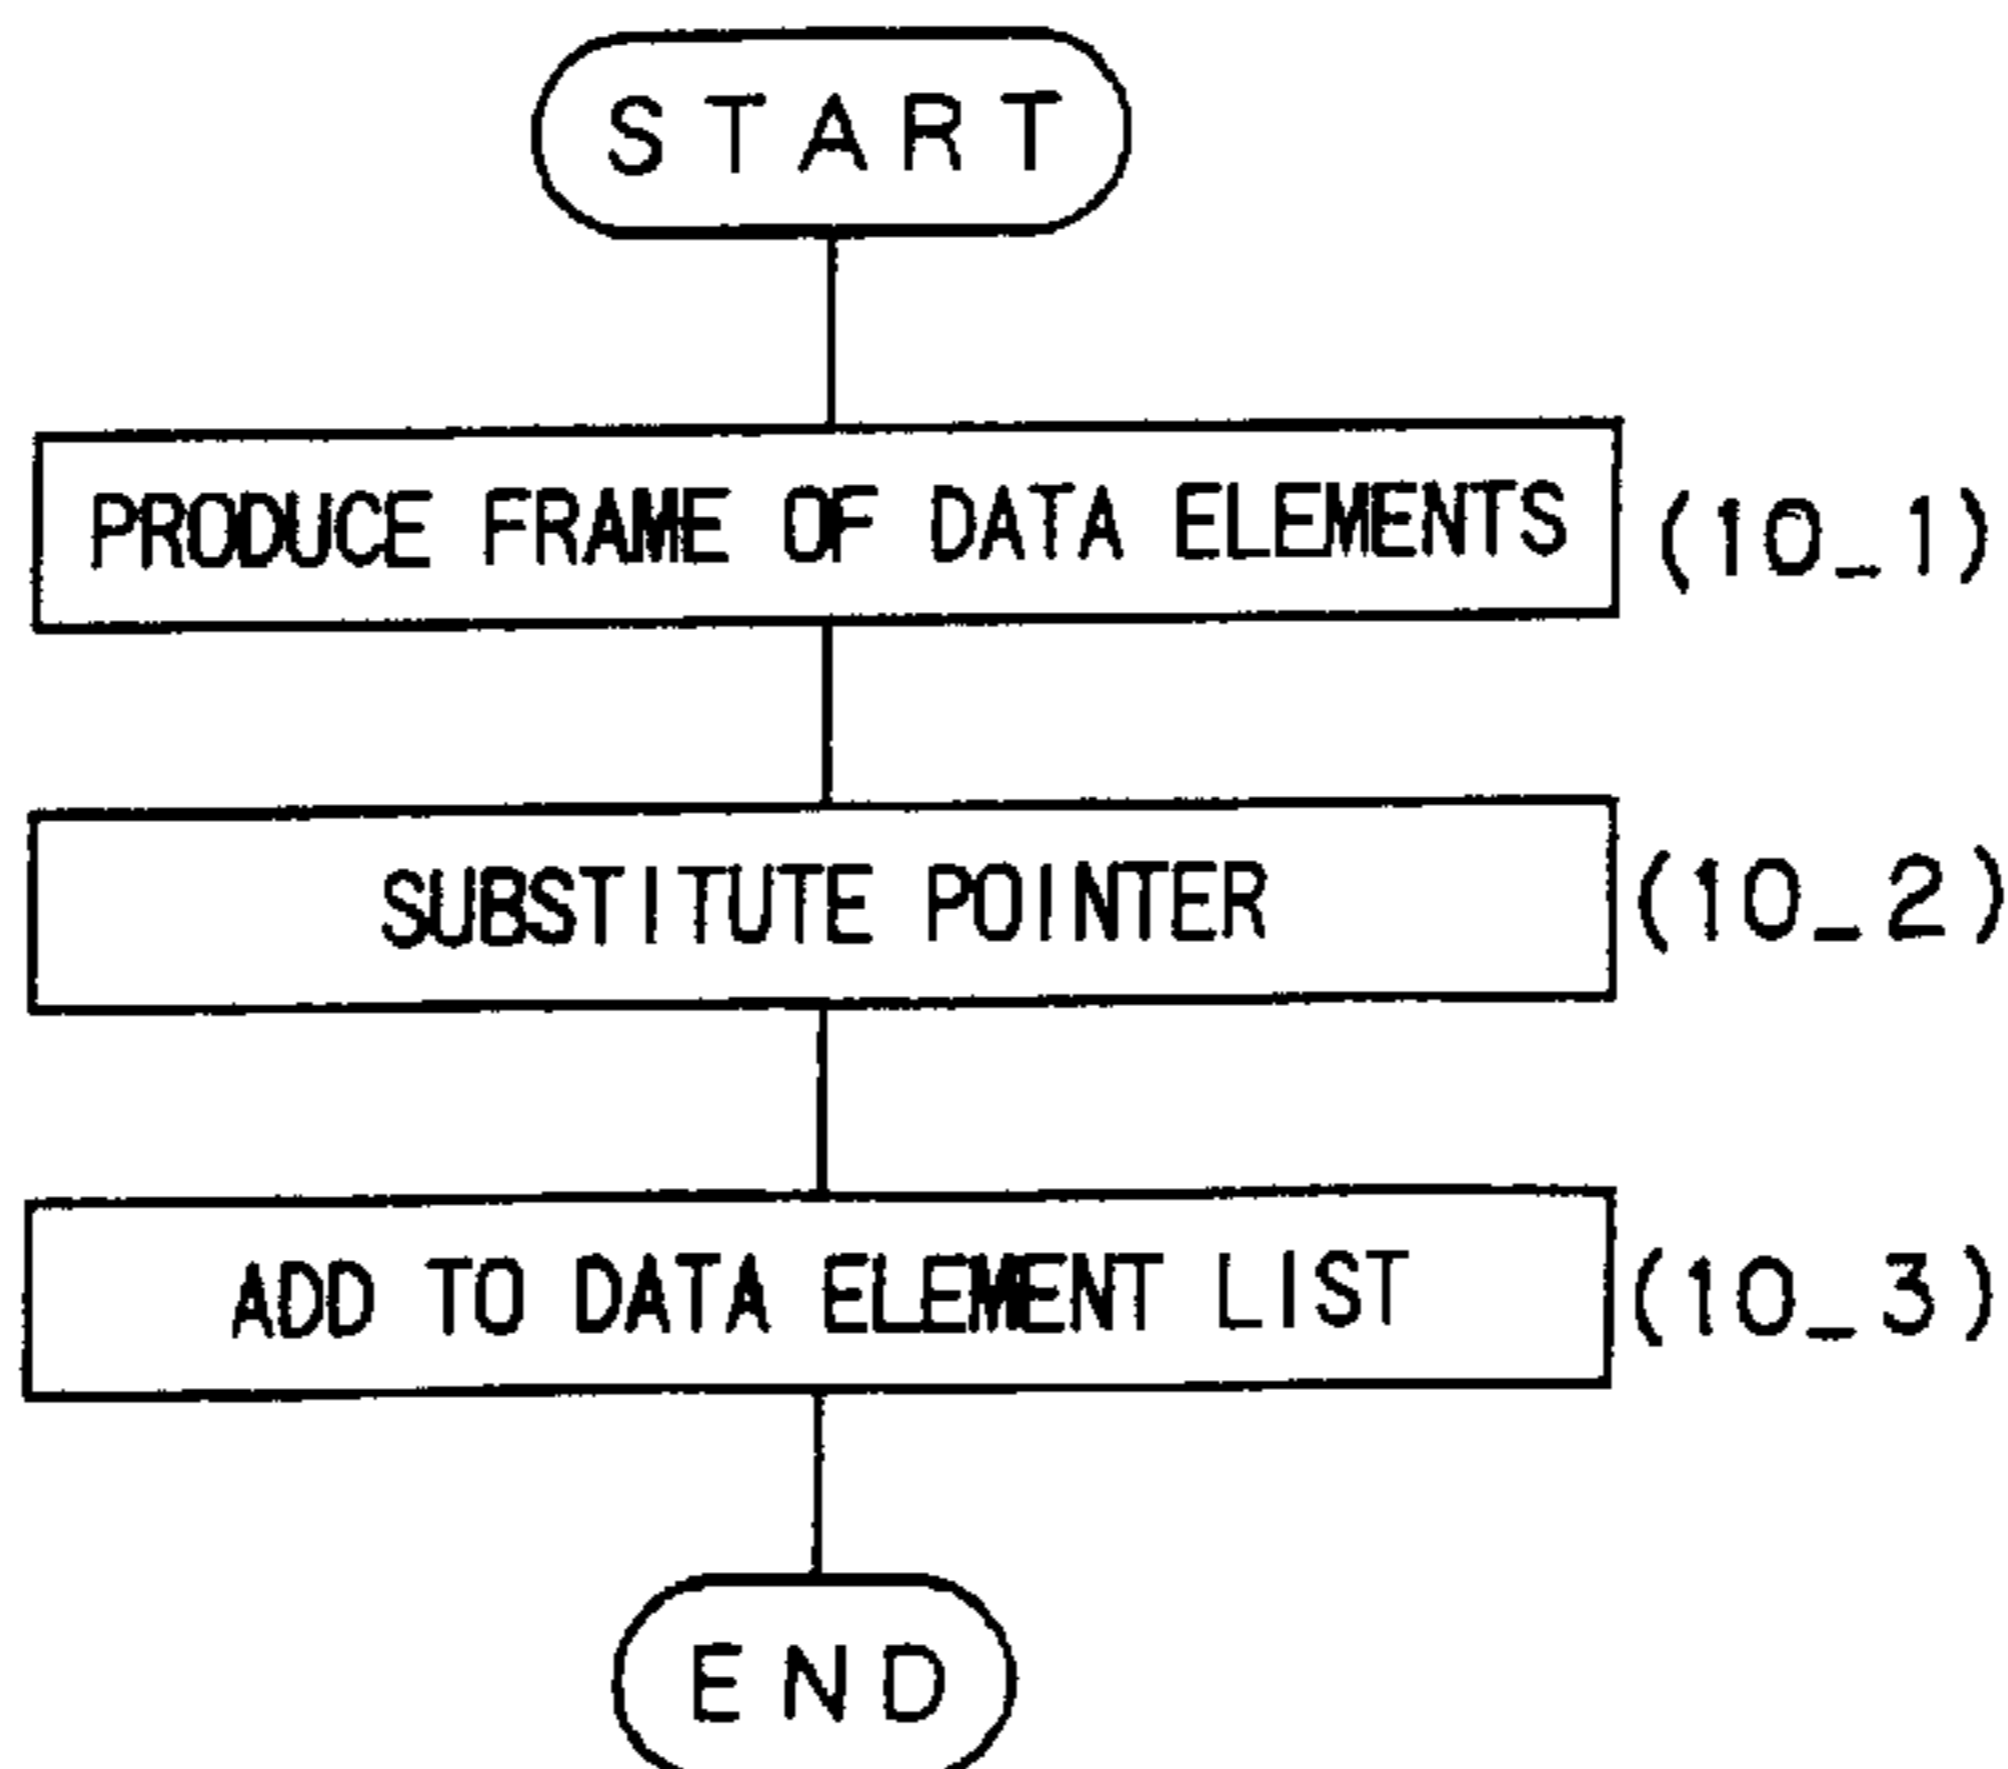 START
PRODUCE FRAME OF DATA ELEMENTS (10_1)
SUBSTITUTE POINTER (10_2)
ADD TO DATA ELEMENT LIST (10_3)
END